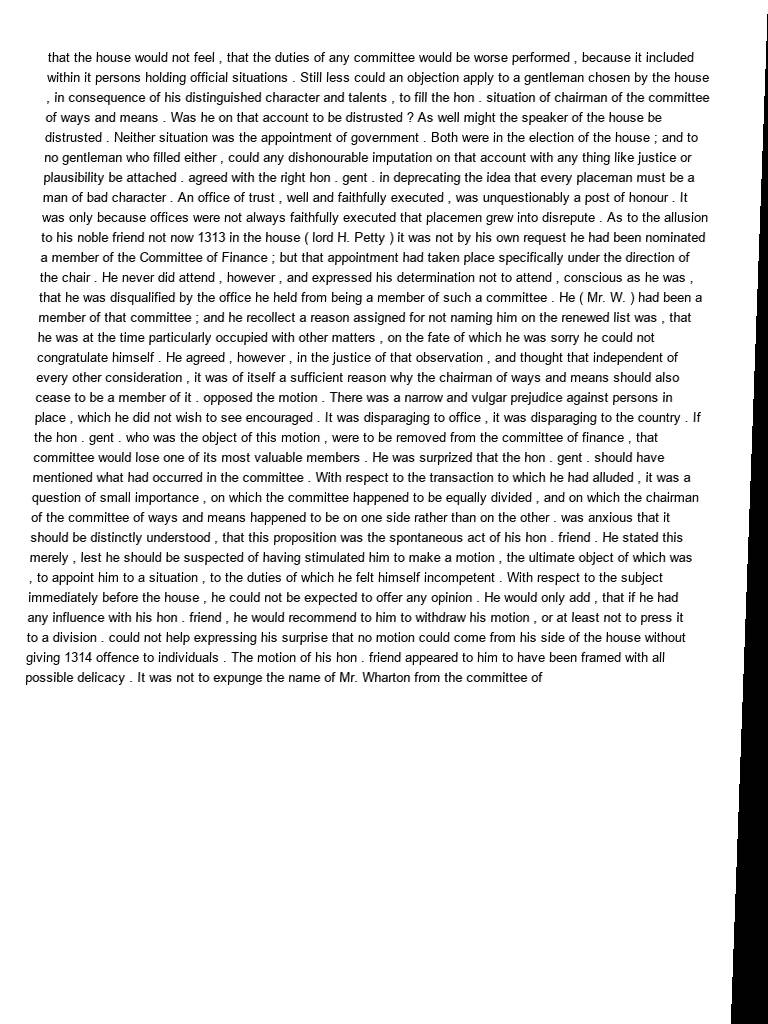 that the house would not feel , that the duties of any committee would be worse performed , because it included
within it persons holding official situations . Still less could an objection apply to a gentleman chosen by the house
, in consequence of his distinguished character and talents , to fill the hon . situation of chairman of the committee
of ways and means . Was he on that account to be distrusted ? As well might the speaker of the house be
distrusted . Neither situation was the appointment of government . Both were in the election of the house ; and to
no gentleman who filled either , could any dishonourable imputation on that account with any thing like justice or
plausibility be attached . agreed with the right hon . gent . in deprecating the idea that every placeman must be a
man of bad character . An office of trust , well and faithfully executed , was unquestionably a post of honour . It
was only because offices were not always faithfully executed that placemen grew into disrepute . As to the allusion
to his noble friend not now 1313 in the house ( lord H. Petty ) it was not by his own request he had been nominated
a member of the Committee of Finance ; but that appointment had taken place specifically under the direction of
the chair . He never did attend , however , and expressed his determination not to attend , conscious as he was ,
that he was disqualified by the office he held from being a member of such a committee . He ( Mr. W. ) had been a
member of that committee ; and he recollect a reason assigned for not naming him on the renewed list was , that
he was at the time particularly occupied with other matters , on the fate of which he was sorry he could not
congratulate himself . He agreed , however , in the justice of that observation , and thought that independent of
every other consideration , it was of itself a sufficient reason why the chairman of ways and means should also
cease to be a member of it . opposed the motion . There was a narrow and vulgar prejudice against persons in
place , which he did not wish to see encouraged . It was disparaging to office , it was disparaging to the country . If
the hon . gent . who was the object of this motion , were to be removed from the committee of finance , that
committee would lose one of its most valuable members . He was surprized that the hon . gent . should have
mentioned what had occurred in the committee . With respect to the transaction to which he had alluded , it was a
question of small importance , on which the committee happened to be equally divided , and on which the chairman
of the committee of ways and means happened to be on one side rather than on the other . was anxious that it
should be distinctly understood , that this proposition was the spontaneous act of his hon . friend . He stated this
merely , lest he should be suspected of having stimulated him to make a motion , the ultimate object of which was
, to appoint him to a situation , to the duties of which he felt himself incompetent . With respect to the subject
immediately before the house , he could not be expected to offer any opinion . He would only add , that if he had
any influence with his hon . friend , he would recommend to him to withdraw his motion , or at least not to press it
to a division . could not help expressing his surprise that no motion could come from his side of the house without
giving 1314 offence to individuals . The motion of his hon . friend appeared to him to have been framed with all
possible delicacy . It was not to expunge the name of Mr. Wharton from the committee of